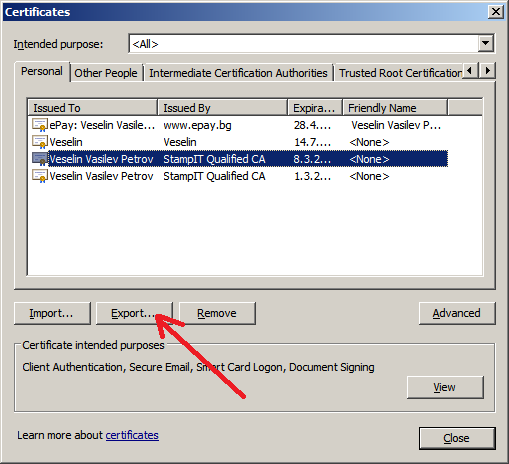 Certificates
Intended purpose: <All>
Personal Other People Intermediate Certification Authorities Trusted Root Certification
Issued To Issued By Expira... Friendly Name
ePay: Veselin Vasile... www.epay.bg 28.4.... Veselin Vasilev P...
Veselin Veselin 14.7.... <None>
Veselin Vasilev Petrov StampIT Qualified CA 8.3.2... <None>
Veselin Vasilev Petrov StampIT Qualified CA 1.3.2... <None>
Import... Export... Remove Advanced
Certificate intended purposes
Client Authentication, Secure Email, Smart Card Logon, Document Signing
View
Learn more about certificates
Close